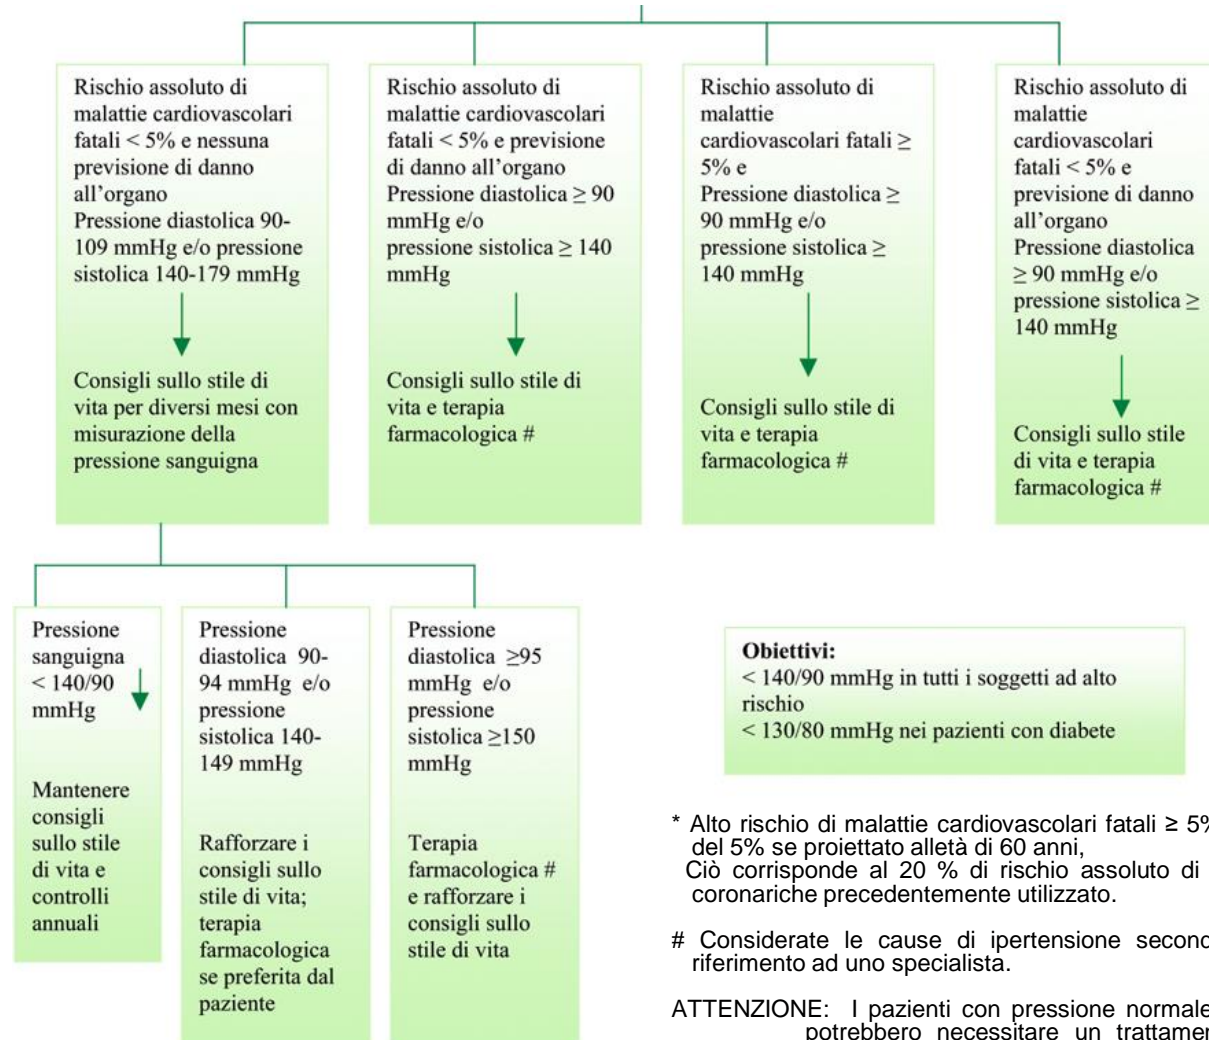 Rischio assoluto di
malattie cardiovascolari
fatali < 5% e nessuna
previsione di danno
all’organo
Pressione diastolica 90-
109 mmHg e/o pressione
sistolica 140-179 mmHg
Consigli sullo stile di
vita per diversi mesi con
misurazione della
pressione sanguigna
Rischio assoluto di
malattie cardiovascolari
fatali < 5% e previsione
di danno all’organo
Pressione diastolica ≥ 90
mmHg e/o
pressione sistolica ≥ 140
mmHg
Consigli sullo stile di
vita e terapia
farmacologica #
Rischio assoluto di
malattie
cardiovascolari fatali ≥
5% e
Pressione diastolica ≥
90 mmHg e/o
pressione sistolica ≥
140 mmHg
Consigli sullo stile di
vita e terapia
farmacologica #
Rischio assoluto di
malattie
cardiovascolari
fatali < 5% e
previsione di danno
all’organo
Pressione diastolica
≥ 90 mmHg e/o
pressione sistolica ≥
140 mmHg
Consigli sullo stile
di vita e terapia
farmacologica #
Pressione
sanguigna
< 140/90
mmHg
Mantenere
consigli
sullo stile
di vita e
controlli
annuali
Pressione
diastolica 90-
94 mmHg e/o
pressione
sistolica 140-
149 mmHg
Rafforzare i
consigli sullo
stile di vita;
terapia
farmacologica
se preferita dal
paziente
Pressione
diastolica ≥95
mmHg e/o
pressione
sistolica ≥150
mmHg
Terapia
farmacologica #
e rafforzare i
consigli sullo
stile di vita
Obiettivi:
< 140/90 mmHg in tutti i soggetti ad alto
rischio
< 130/80 mmHg nei pazienti con diabete
* Alto rischio di malattie cardiovascolari fatali ≥ 5%
del 5% se proiettato alletà di 60 anni,
Ciò corrisponde al 20 % di rischio assoluto di
coronariche precedentemente utilizzato.
# Considerate le cause di ipertensione second
riferimento ad uno specialista.
ATTENZIONE: I pazienti con pressione normale
potrebbero necessitare un trattamen